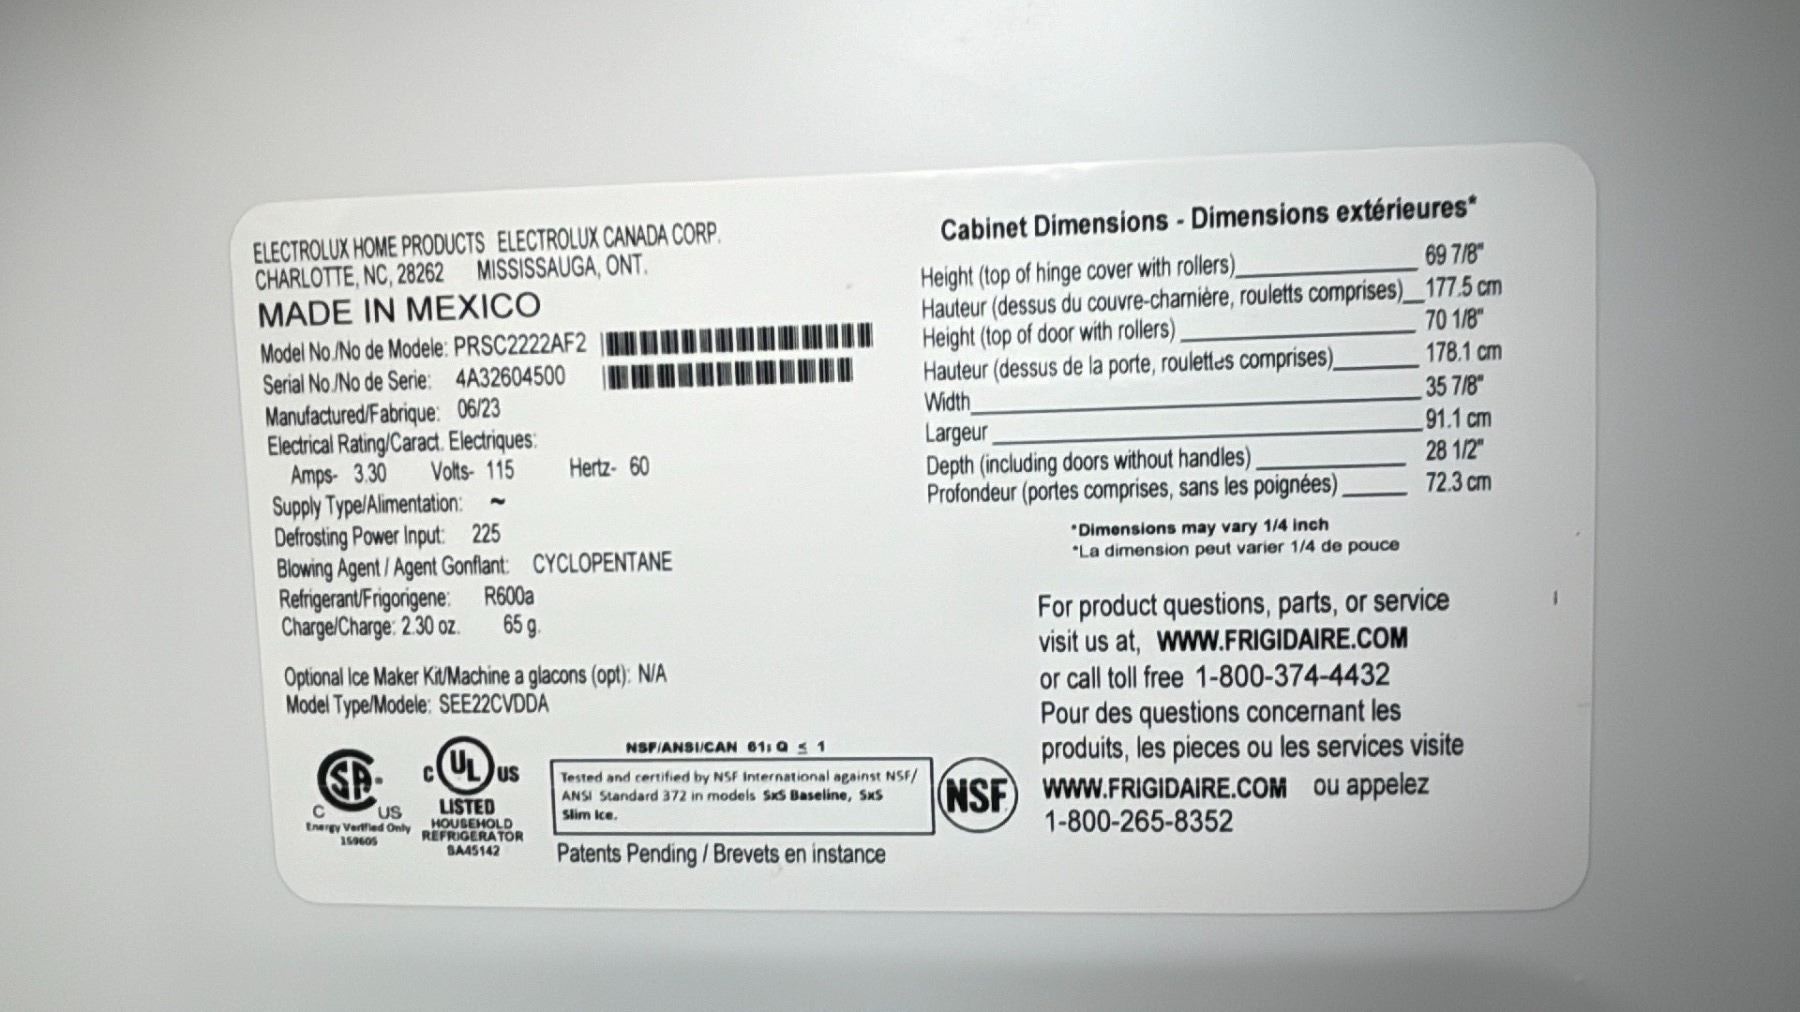 ELECTROLUX HOME PRODUCTS ELECTROLUX CANADA CORP.
CHARLOTTE, NC, 28262 MISSISSAUGA, ONT.
MADE IN MEXICO
Model No./No de Modele: PRSC2222AF2
Serial No./No de Serie: 4A32604500
Manufactured/Fabrique: 06/23
Electrical Rating/Caract. Electriques:
Amps- 3.30 Volts- 115 Hertz- 60
Supply Type/Alimentation: ~
Defrosting Power Input: 225
Blowing Agent / Agent Gonflant: CYCLOPENTANE
Refrigerant/Frigorigene: R600a
Charge/Charge: 2.30 oz. 65 g.
Optional Ice Maker Kit/Machine a glacons (opt): N/A
Model Type/Modele: SEE22CVDDA
SA
C US
Energy Verified Only
159605
C UL US
LISTED
HOUSEHOLD
REFRIGERATOR
SA45142
NSF/ANSI/CAN 61: Q ≤ 1
Tested and certified by NSF International against NSF/
ANSI Standard 372 in models SxS Baseline, SxS
Slim Ice.
NSF
Patents Pending / Brevets en instance
Cabinet Dimensions - Dimensions extérieures*
Height (top of hinge cover with rollers) 69 7/8"
Hauteur (dessus du couvre-charnière, rouletts comprises) 177.5 cm
Height (top of door with rollers) 70 1/8"
Hauteur (dessus de la porte, roulettes comprises) 178.1 cm
Width 35 7/8"
Largeur 91.1 cm
Depth (including doors without handles) 28 1/2"
Profondeur (portes comprises, sans les poignées) 72.3 cm
*Dimensions may vary 1/4 inch
*La dimension peut varier 1/4 de pouce
For product questions, parts, or service
visit us at, WWW.FRIGIDAIRE.COM
or call toll free 1-800-374-4432
Pour des questions concernant les
produits, les pieces ou les services visite
WWW.FRIGIDAIRE.COM ou appelez
1-800-265-8352